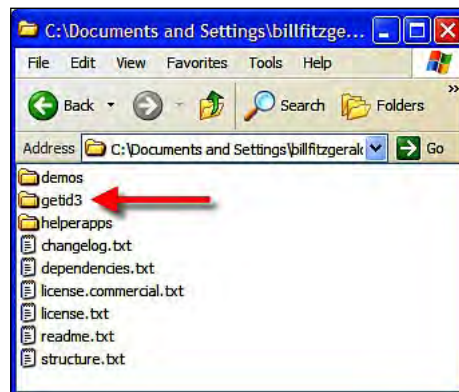 C:\Documents and Settings\billfitzge...
File Edit View Favorites Tools Help
Back Search Folders »
Address C:\Documents and Settings\billfitzgeral Go
demos
getid3
helperapps
changelog.txt
dependencies.txt
license.commercial.txt
license.txt
readme.txt
structure.txt